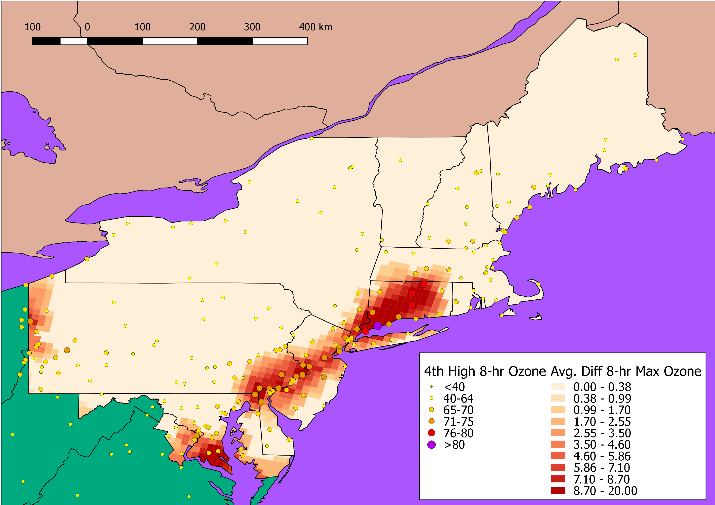 100 0 100 200 300 400 km
4th High 8-hr Ozone Avg. Diff 8-hr Max Ozone
<40 0.00 - 0.38
40-64 0.38 - 0.99
65-70 0.99 - 1.70
71-75 1.70 - 2.55
76-80 2.55 - 3.50
>80 3.50 - 4.60
4.60 - 5.86
5.86 - 7.10
7.10 - 8.70
8.70 - 20.00